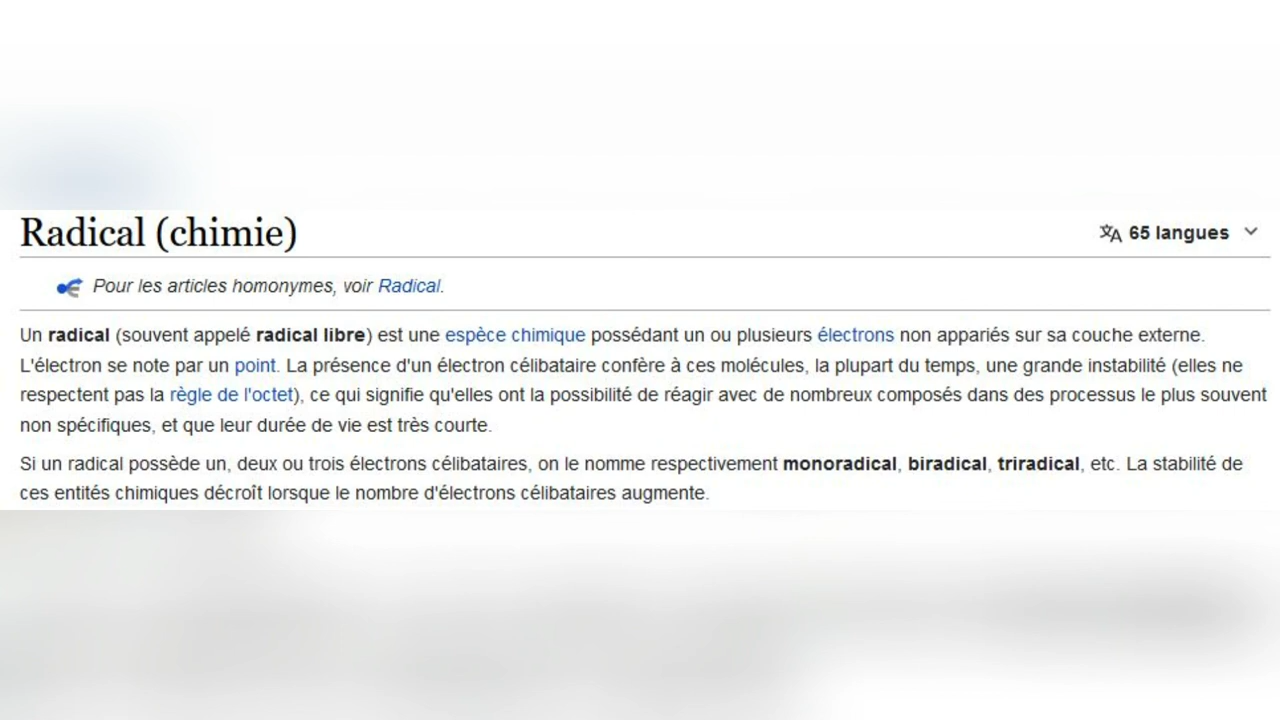 Radical (chimie)
65 langues
Pour les articles homonymes, voir Radical.
Un radical (souvent appelé radical libre) est une espèce chimique possédant un ou plusieurs électrons non appariés sur sa couche externe.
L'électron se note par un point. La présence d'un électron célibataire confère à ces molécules, la plupart du temps, une grande instabilité (elles ne
respectent pas la règle de l'octet), ce qui signifie qu'elles ont la possibilité de réagir avec de nombreux composés dans des processus le plus souvent
non spécifiques, et que leur durée de vie est très courte.
Si un radical possède un, deux ou trois électrons célibataires, on le nomme respectivement monoradical, biradical, triradical, etc. La stabilité de
ces entités chimiques décroît lorsque le nombre d'électrons célibataires augmente.